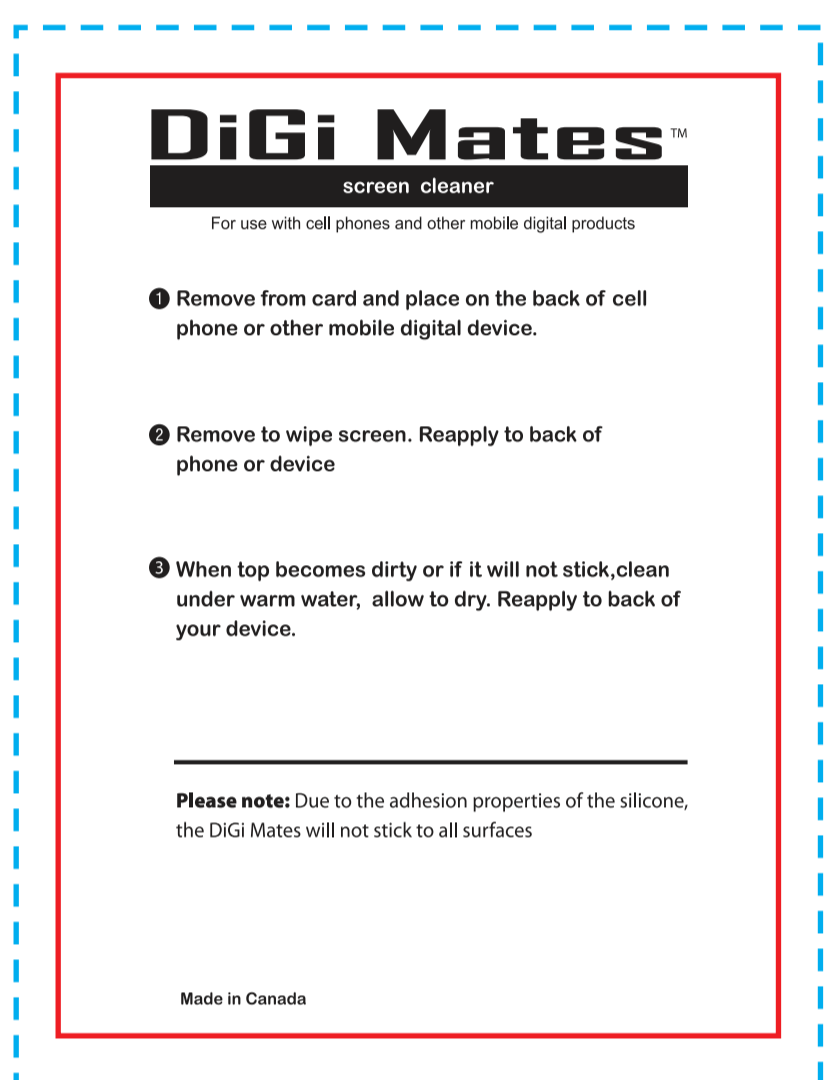 DiGi Mates™
screen cleaner
For use with cell phones and other mobile digital products
❶ Remove from card and place on the back of cell
phone or other mobile digital device.
❷ Remove to wipe screen. Reapply to back of
phone or device
❸ When top becomes dirty or if it will not stick,clean
under warm water, allow to dry. Reapply to back of
your device.
Please note: Due to the adhesion properties of the silicone,
the DiGi Mates will not stick to all surfaces
Made in Canada